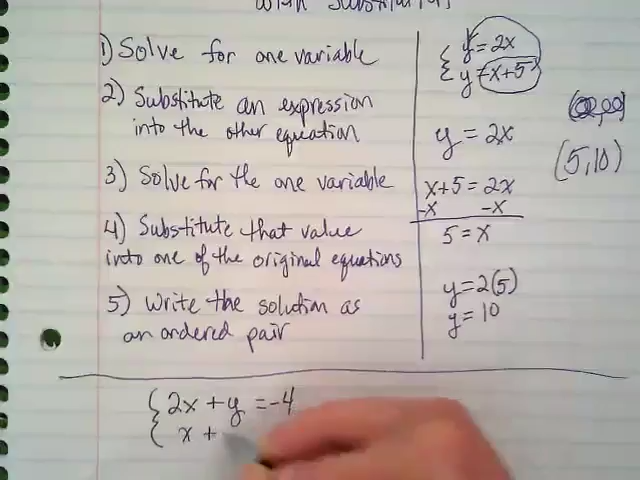 with Substitution
1) Solve for one variable
2) Substitute an expression
into the other equation
3) Solve for the one variable
4) Substitute that value
into one of the original equations
5) Write the solution as
an ordered pair
y = 2x
y = x + 5
y = 2x
x + 5 = 2x
-x -x
5 = x
y = 2(5)
y = 10
(5, 10)
2x + y = -4
x +